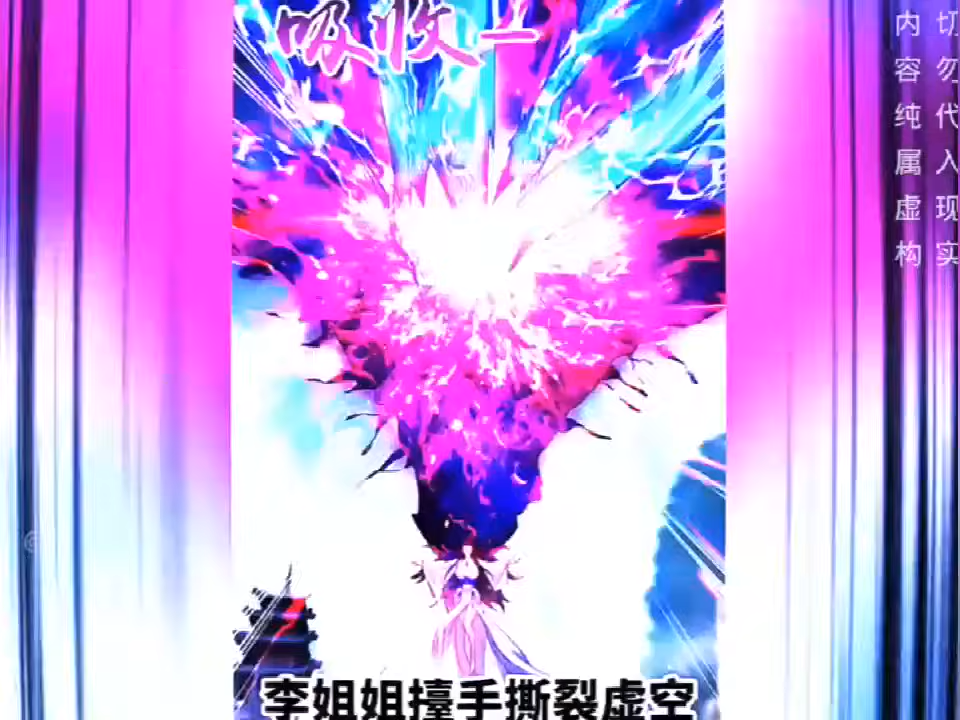 吸收
切勿代入现实
内容纯属虚构
李姐姐擡手撕裂虚空